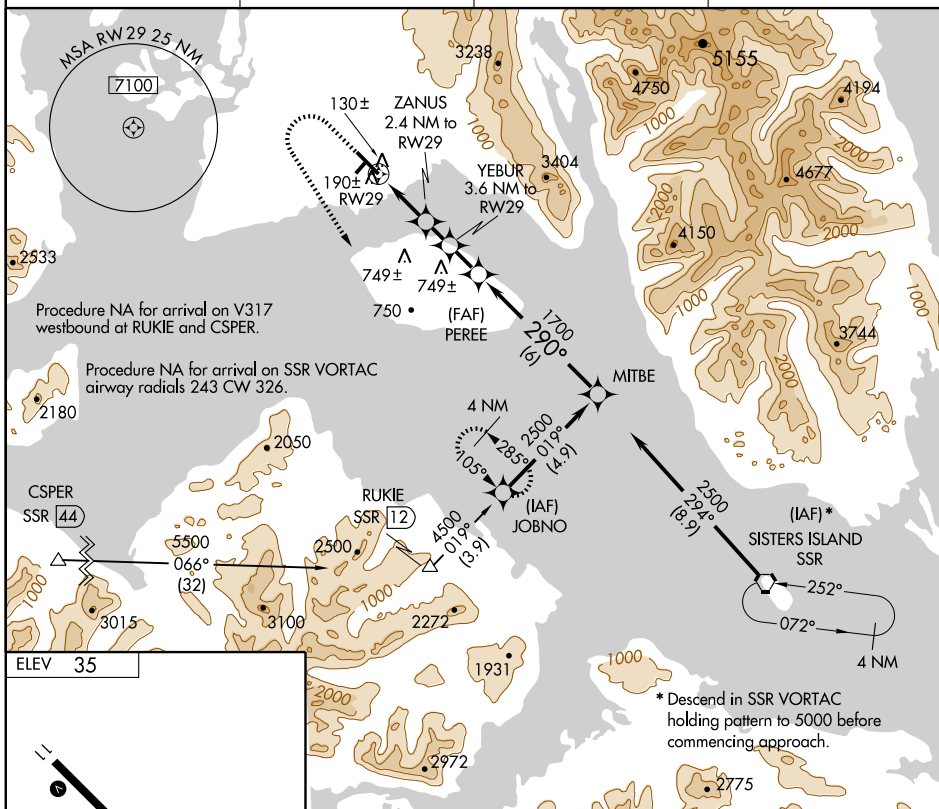 MSA RW29 25 NM
7100
3238
5155
4750
4194
1000
1000
2000
130±
ZANUS
2.4 NM to
RW29
YEBUR
3.6 NM to
RW29
3404
4677
190±
RW29
2000
2000
4150
2533
749±
749±
750
(FAF)
PEREE
1000
1700
290°
(6)
3744
2000
Procedure NA for arrival on V317
westbound at RUKIE and CSPER.
Procedure NA for arrival on SSR VORTAC
airway radials 243 CW 326.
MITBE
2180
4 NM
285°
105°
2500
019°
(4.9)
2050
(IAF)
JOBNO
2500
294°
(8.9)
CSPER
SSR 44
RUKIE
SSR 12
4500
019°
(3.9)
(IAF)*
SISTERS ISLAND
SSR
5500
066°
(32)
2500
252°
072°
4 NM
1000
1000
3015
3100
2272
1931
1000
2000
2972
2775
* Descend in SSR VORTAC
holding pattern to 5000 before
commencing approach.
ELEV 35
11
V